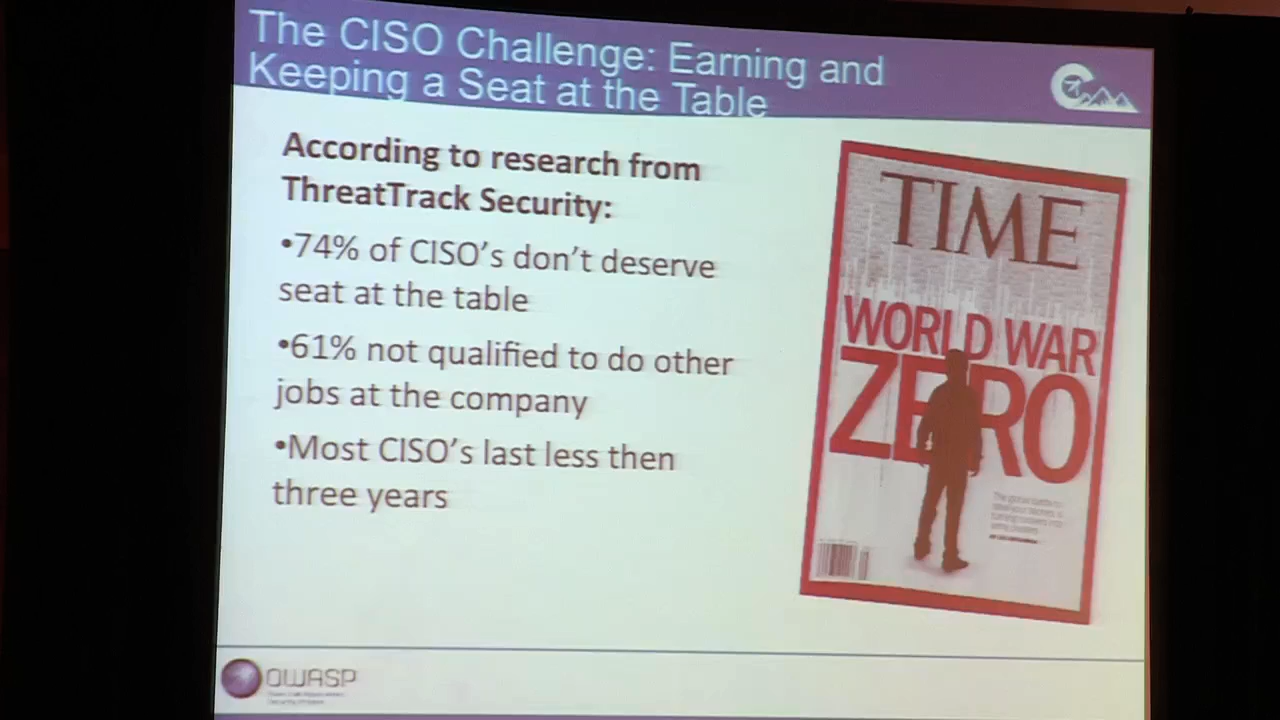 The CISO Challenge: Earning and
Keeping a Seat at the Table
According to research from
ThreatTrack Security:
•74% of CISO's don't deserve
seat at the table
•61% not qualified to do other
jobs at the company
•Most CISO's last less then
three years
TIME
WORLD WAR
ZERO
OWASP